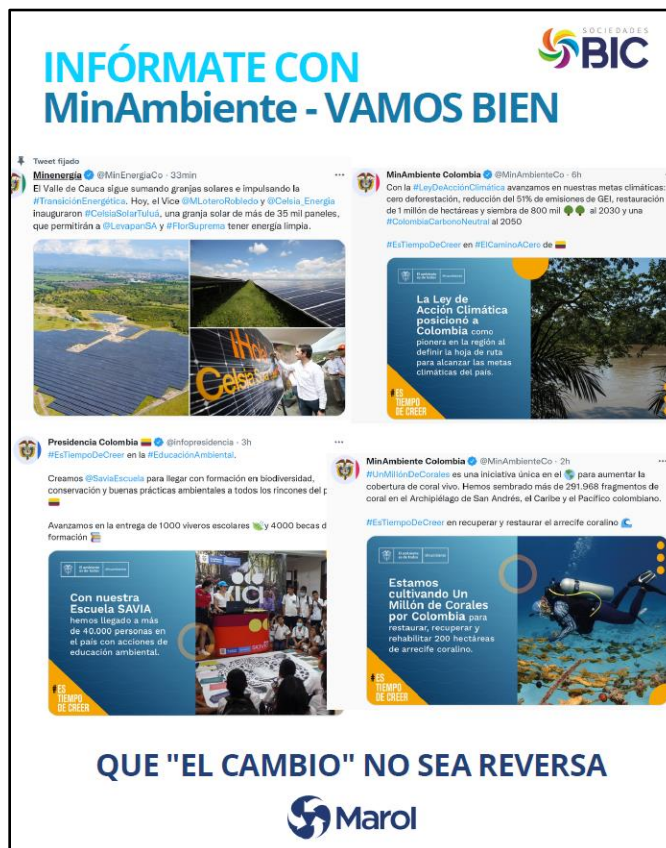 SOCIEDADES
BIC
INFÓRMATE CON
MinAmbiente - VAMOS BIEN
Tweet fijado
Minenergía @MinEnergiaCo · 33min
El Valle de Cauca sigue sumando granjas solares e impulsando la
#TransiciónEnergética. Hoy, el Vice @MLoteroRobledo y @Celsia_Energia
inauguraron #CelsiaSolarTuluá, una granja solar de más de 35 mil paneles,
que permitirán a @LevapanSA y #FlorSuprema tener energía limpia.
MinAmbiente Colombia @MinAmbienteCo · 6h
Con la #LeyDeAcciónClimática avanzamos en nuestras metas climáticas:
cero deforestación, reducción del 51% de emisiones de GEI, restauración
de 1 millón de hectáreas y siembra de 800 mil 🌳🌳 al 2030 y una
#ColombiaCarbonoNeutral al 2050
#EsTiempoDeCreer en #ElCaminoACero de 🇨🇴
La Ley de
Acción Climática
posicionó a
Colombia como
pionera en la región al
definir la hoja de ruta
para alcanzar las metas
climáticas del país.
#ES
TIEMPO
DE CREER
Presidencia Colombia 🇨🇴 @infopresidencia · 3h
#EsTiempoDeCreer en la #EducaciónAmbiental.
Creamos @SaviaEscuela para llegar con formación en biodiversidad,
conservación y buenas prácticas ambientales a todos los rincones del p
🇨🇴
Avanzamos en la entrega de 1000 viveros escolares 🌿 y 4000 becas d
formación 📚
Con nuestra
Escuela SAVIA
hemos llegado a más
de 40.000 personas en
el país con acciones de
educación ambiental.
#ES
TIEMPO
DE CREER
MinAmbiente Colombia @MinAmbienteCo · 2h
#UnMillónDeCorales es una iniciativa única en el 🌎 para aumentar la
cobertura de coral vivo. Hemos sembrado más de 291.968 fragmentos de
coral en el Archipiélago de San Andrés, el Caribe y el Pacífico colombiano.
#EsTiempoDeCreer en recuperar y restaurar el arrecife coralino 🌊
Estamos
cultivando Un
Millón de Corales
por Colombia para
restaurar, recuperar y
rehabilitar 200 hectáreas
de arrecife coralino.
#ES
TIEMPO
DE CREER
QUE "EL CAMBIO" NO SEA REVERSA
Marol